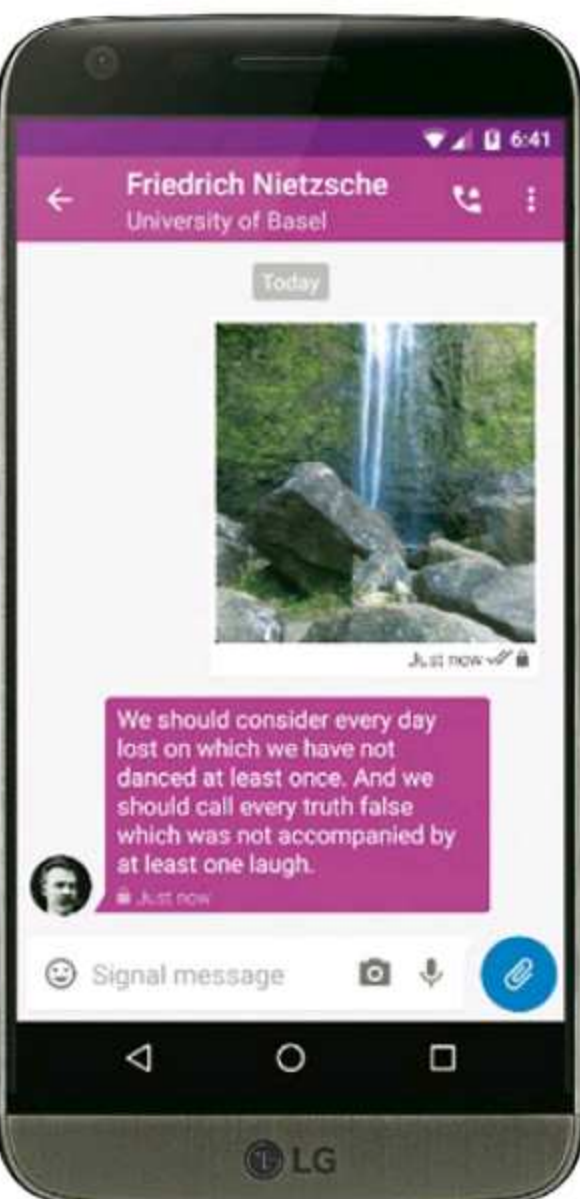 6:41
Friedrich Nietzsche
University of Basel
Today
Just now
We should consider every day
lost on which we have not
danced at least once. And we
should call every truth false
which was not accompanied by
at least one laugh.
Just now
Signal message
LG